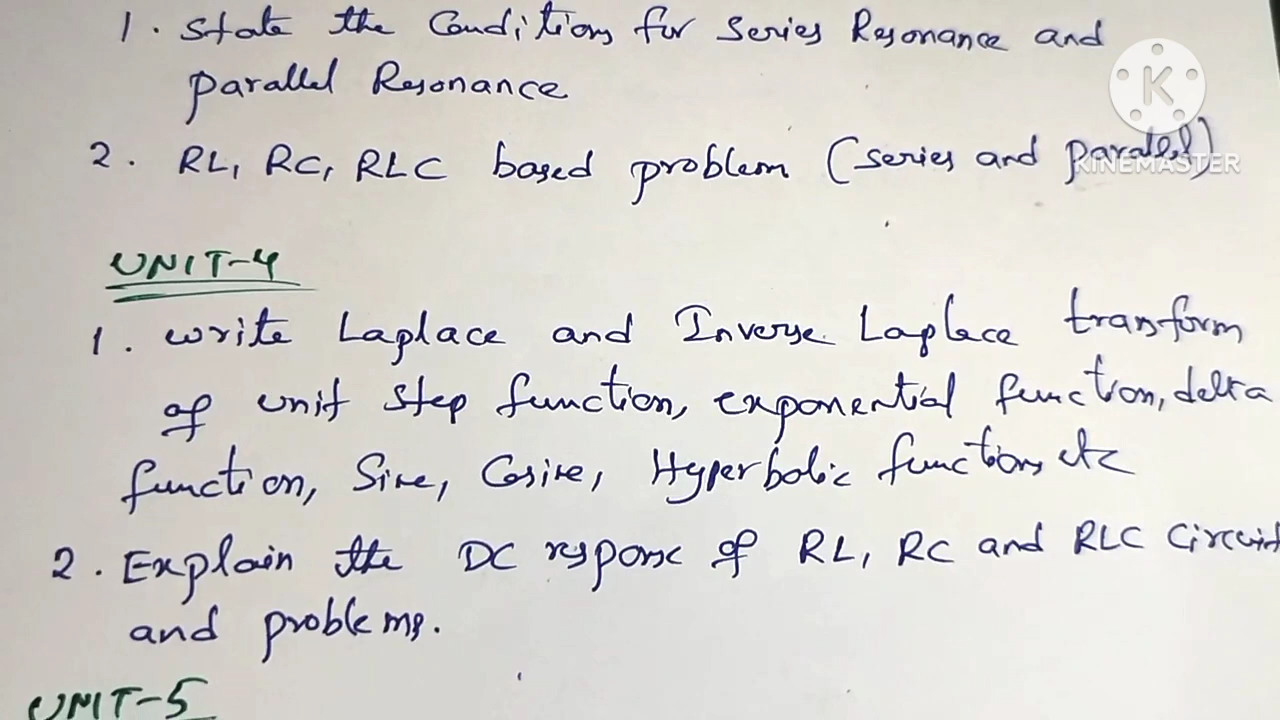 1. State the Conditions for Series Resonance and
parallel Resonance
K
KINEMASTER
2. RL, RC, RLC based problem (series and parallel)
UNIT-4
1. Write Laplace and Inverse Laplace transform
of unit step function, exponential function, delta
function, Sine, Cosine, Hyperbolic functions etc
2. Explain the DC response of RL, RC and RLC Circuit
and problems.
UNIT-5